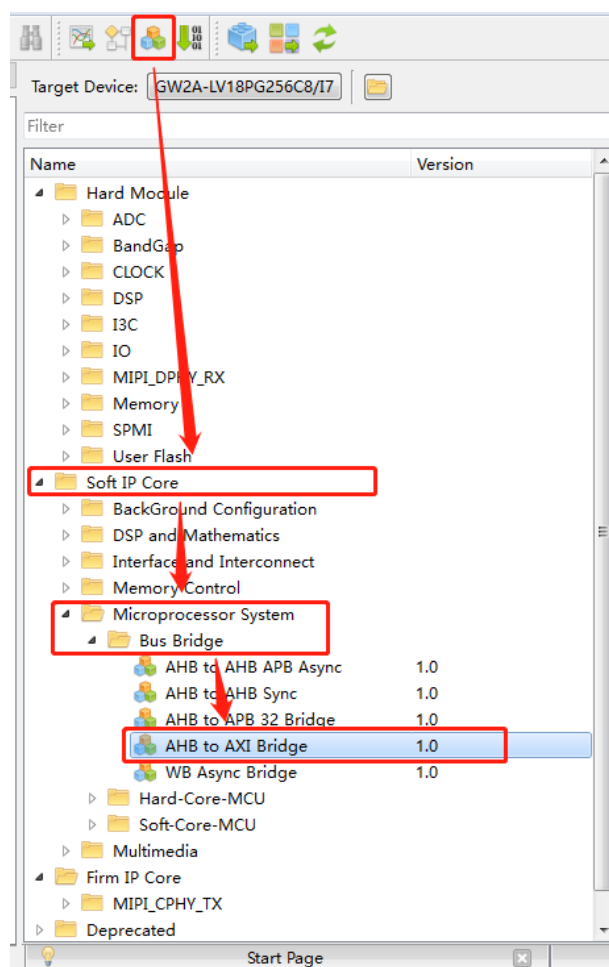 01
10
01
Target Device: GW2A-LV18PG256C8/I7
Filter
Name Version
Hard Module
ADC
BandGap
CLOCK
DSP
I3C
IO
MIPI_DPHY_RX
Memory
SPMI
User Flash
Soft IP Core
BackGround Configuration
DSP and Mathematics
Interface and Interconnect
Memory Control
Microprocessor System
Bus Bridge
AHB to AHB APB Async 1.0
AHB to AHB Sync 1.0
AHB to APB 32 Bridge 1.0
AHB to AXI Bridge 1.0
WB Async Bridge 1.0
Hard-Core-MCU
Soft-Core-MCU
Multimedia
Firm IP Core
MIPI_CPHY_TX
Deprecated
Start Page